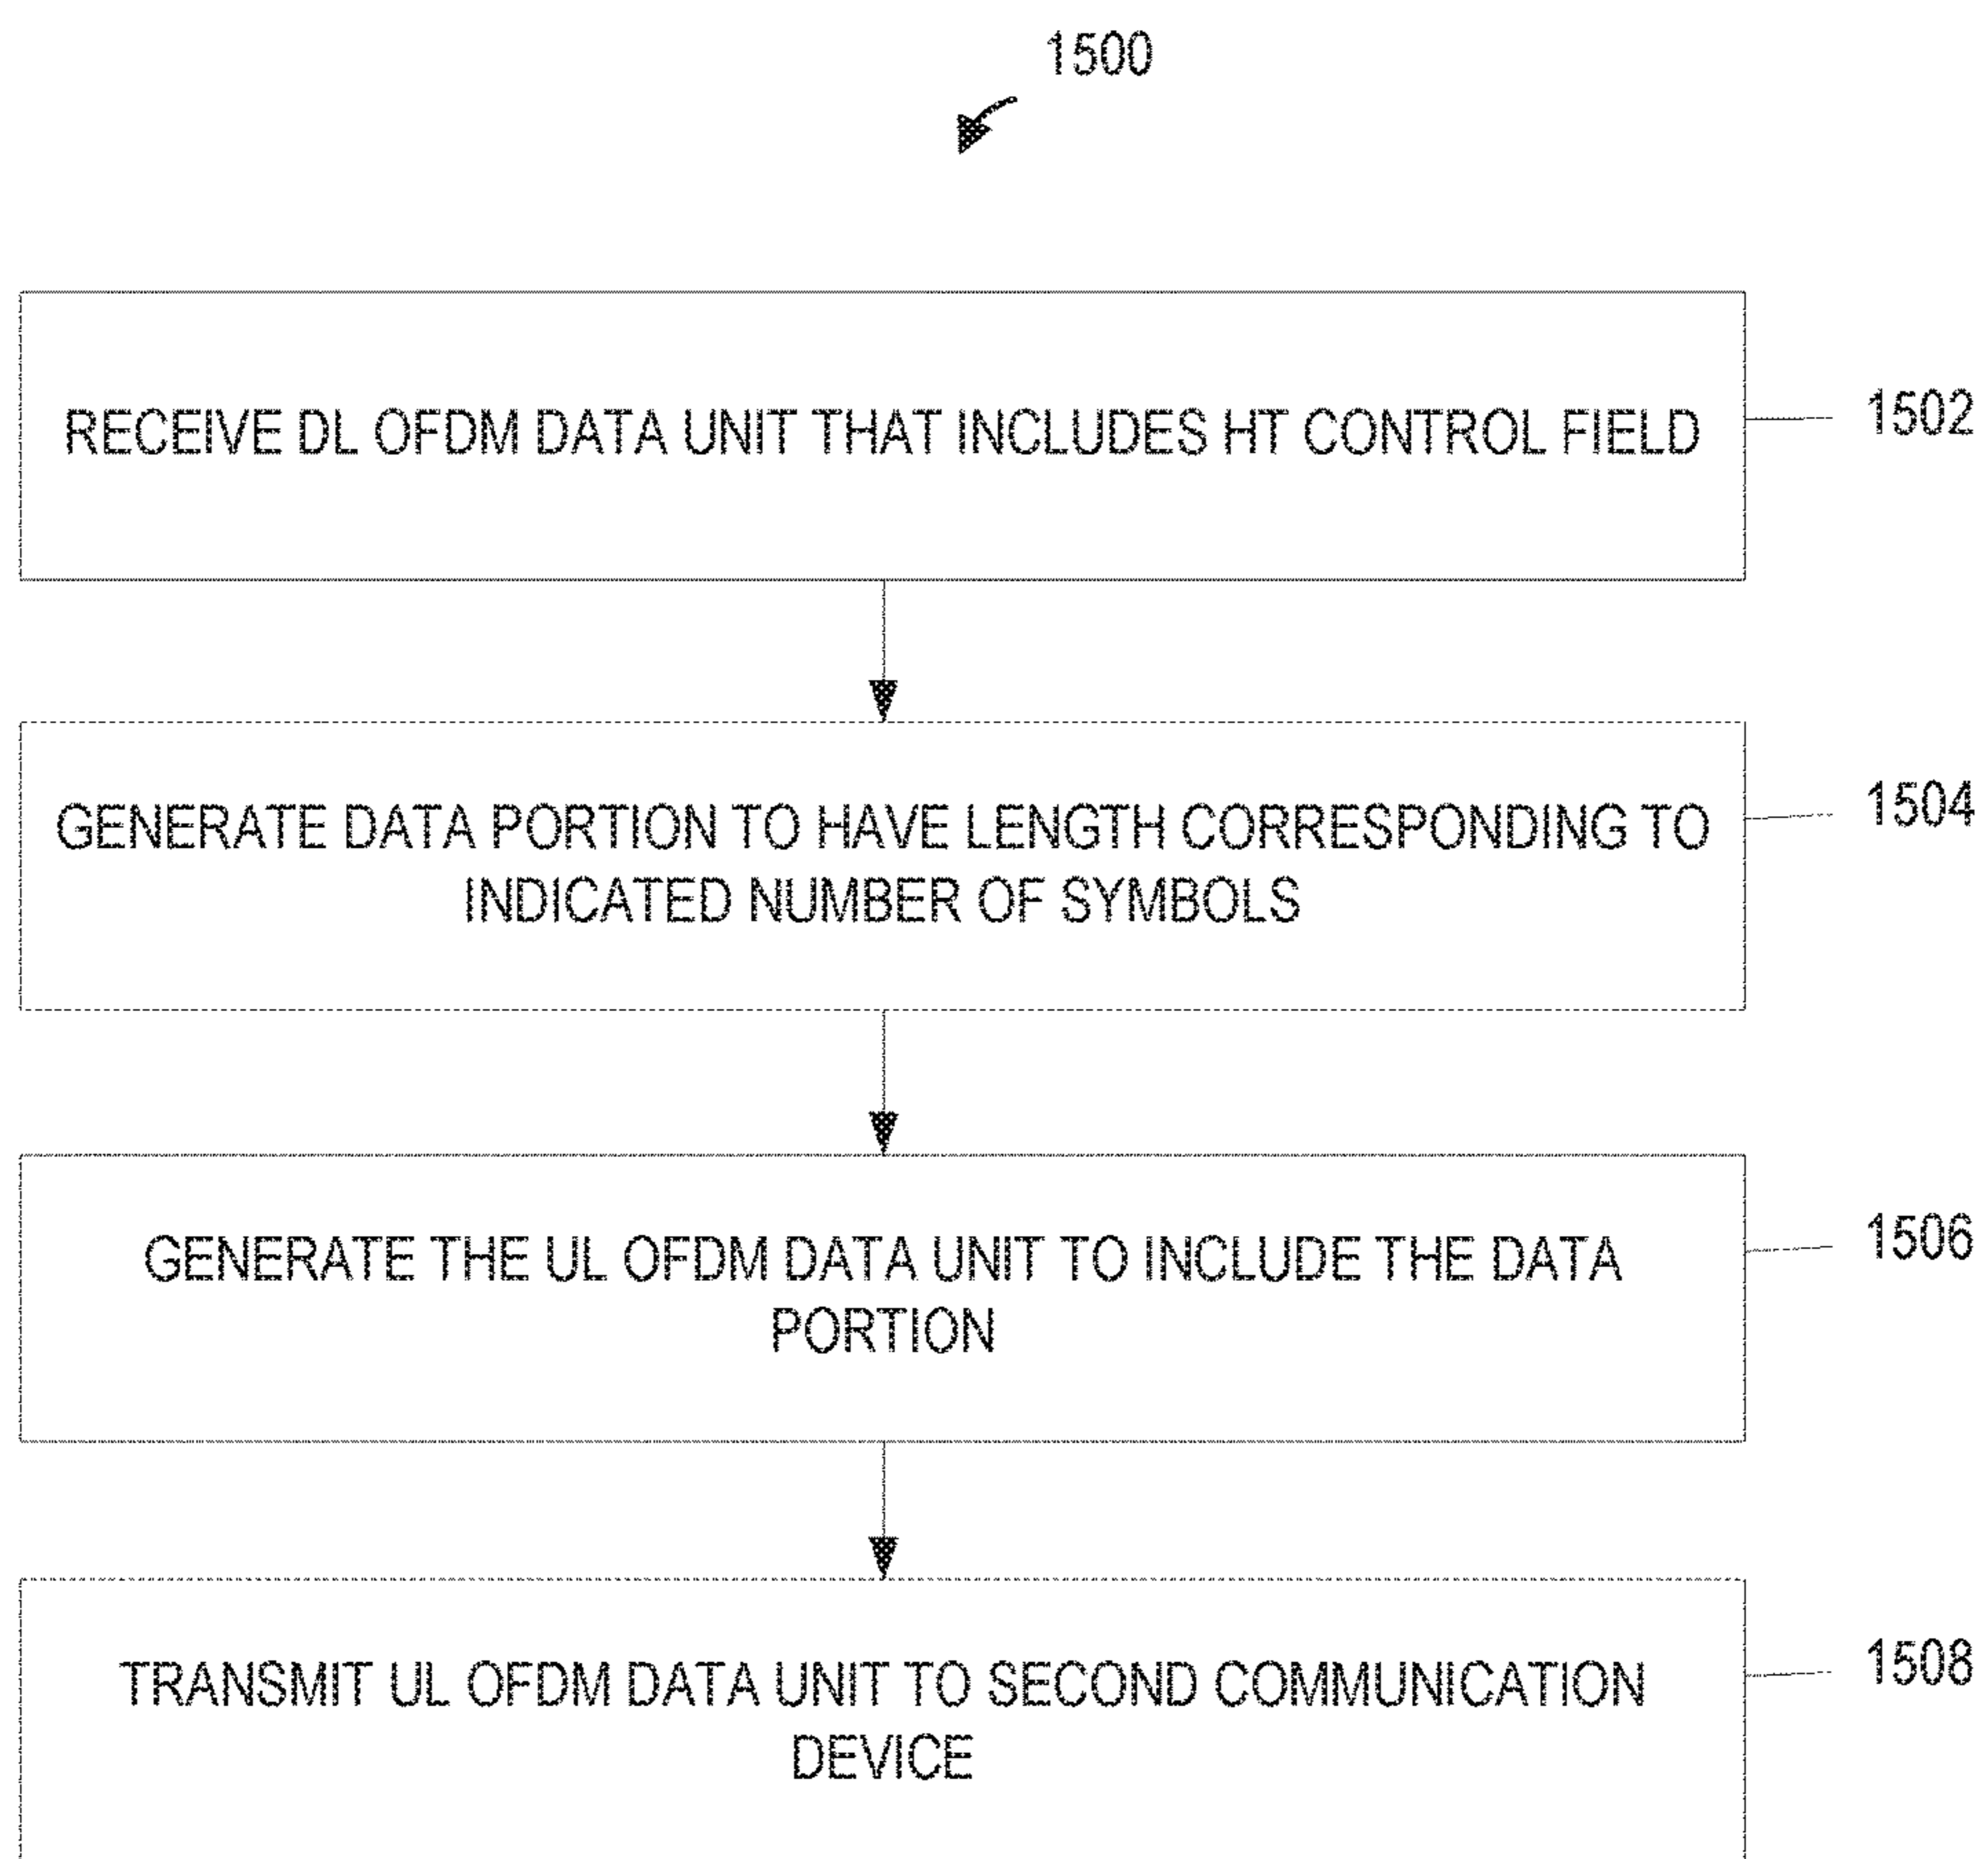 1500
RECEIVE DL OFDM DATA UNIT THAT INCLUDES HT CONTROL FIELD
1502
GENERATE DATA PORTION TO HAVE LENGTH CORRESPONDING TO
INDICATED NUMBER OF SYMBOLS
1504
GENERATE THE UL OFDM DATA UNIT TO INCLUDE THE DATA
PORTION
1506
TRANSMIT UL OFDM DATA UNIT TO SECOND COMMUNICATION
DEVICE
1508